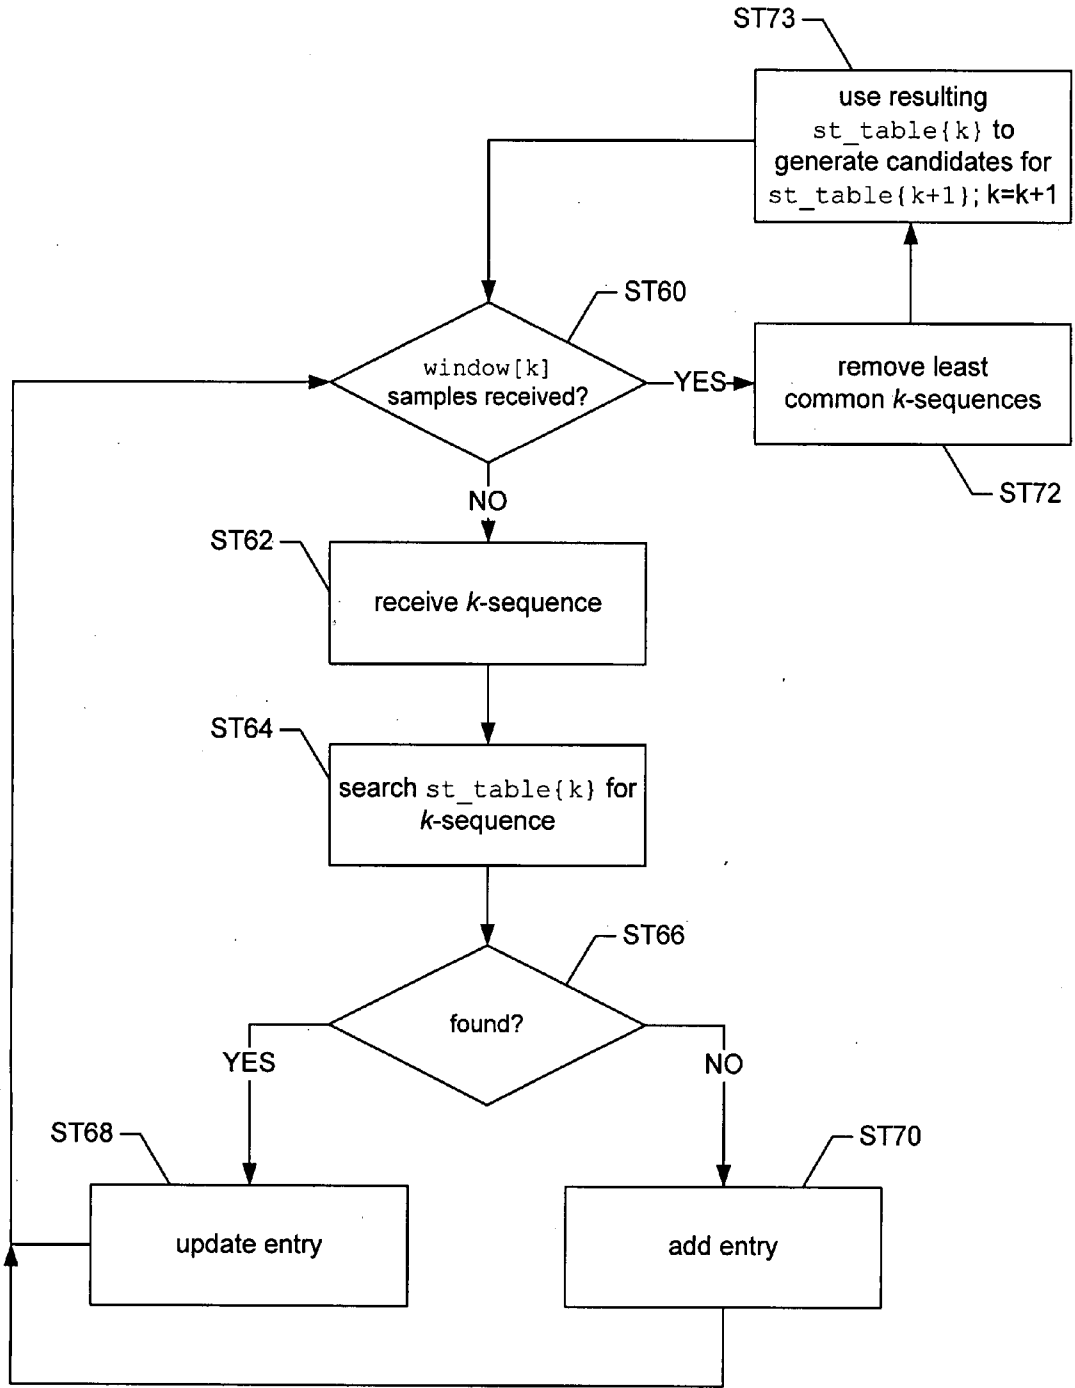 ST73
use resulting
st_table{k} to
generate candidates for
st_table{k+1}; k=k+1
ST60
window[k]
samples received?
YES
remove least
common k-sequences
ST72
NO
ST62
receive k-sequence
ST64
search st_table{k} for
k-sequence
ST66
found?
YES
NO
ST68
ST70
update entry
add entry